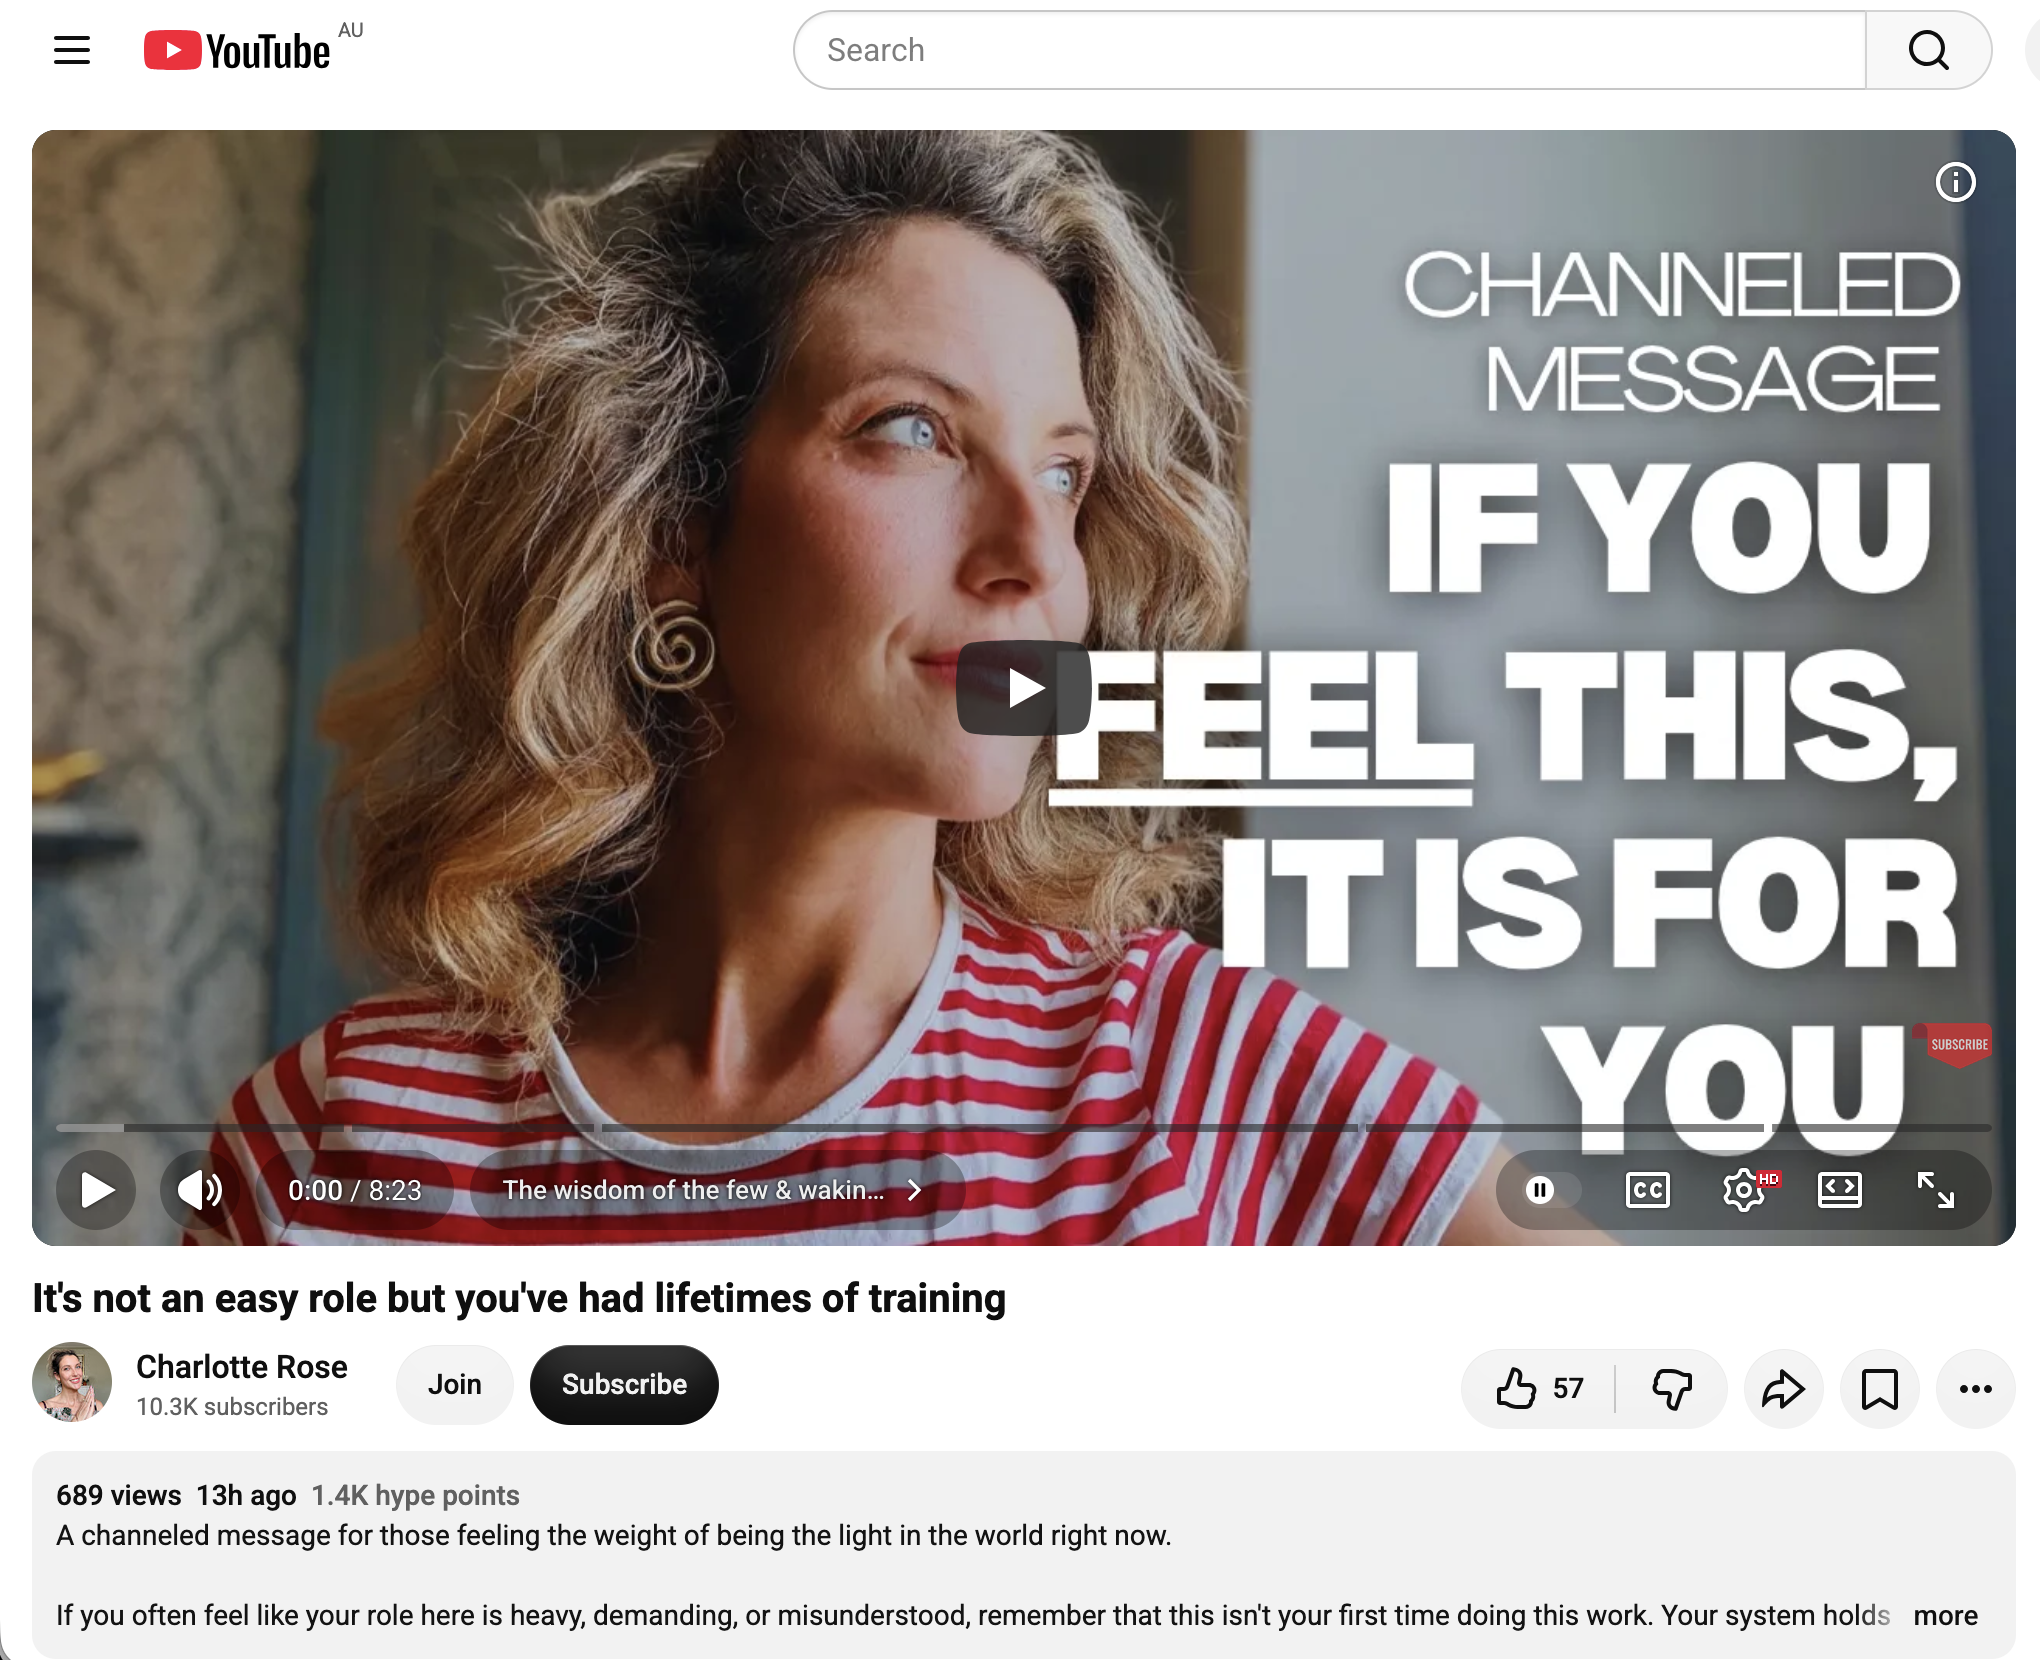 YouTube AU
Search
CHANNELED
MESSAGE
IF YOU
FEEL THIS,
IT IS FOR
YOU
SUBSCRIBE
0:00 / 8:23
The wisdom of the few & wakin...
CC
HD
It's not an easy role but you've had lifetimes of training
Charlotte Rose
10.3K subscribers
Join
Subscribe
57
689 views 13h ago 1.4K hype points
A channeled message for those feeling the weight of being the light in the world right now.
If you often feel like your role here is heavy, demanding, or misunderstood, remember that this isn't your first time doing this work. Your system holds more